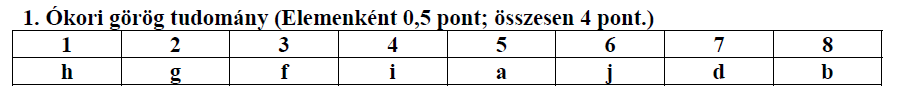 1. Ókori görög tudomány (Elemenként 0,5 pont; összesen 4 pont.)
1 2 3 4 5 6 7 8
h g f i a j d b